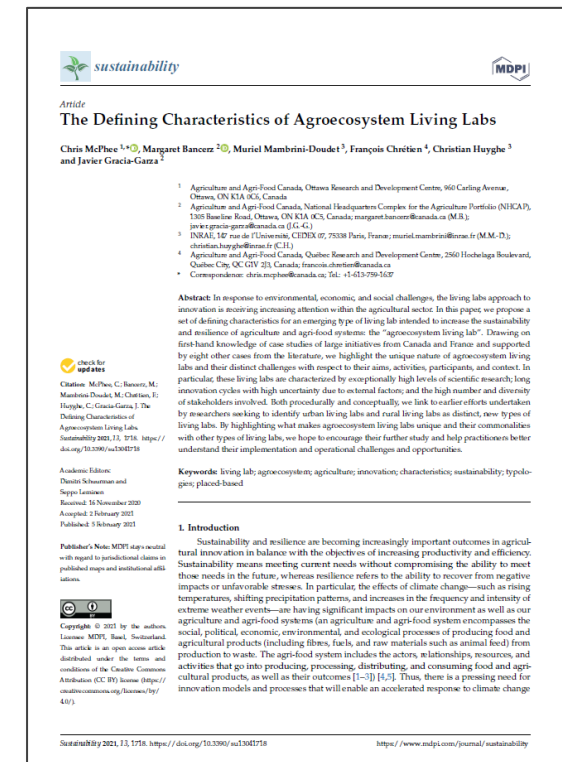 sustainability
MDPI
Article
The Defining Characteristics of Agroecosystem Living Labs
Chris McPhee 1,*, Margaret Bancerz 2, Muriel Mambrini-Doudet 3, François Chrétien 4, Christian Huyghe 3
and Javier Gracia-Garza 2
1 Agriculture and Agri-Food Canada, Ottawa Research and Development Centre, 960 Carling Avenue,
Ottawa, ON K1A 0C6, Canada
2 Agriculture and Agri-Food Canada, National Headquarters Complex for the Agriculture Portfolio (NHCAP),
1305 Baseline Road, Ottawa, ON K1A 0C5, Canada; margaret.bancerz@canada.ca (M.B.);
javier.gracia-garza@canada.ca (J.G.-G.)
3 INRAE, 147 rue de l'Université, CEDEX 07, 75338 Paris, France; muriel.mambrini@inrae.fr (M.M.-D.);
christian.huyghe@inrae.fr (C.H.)
4 Agriculture and Agri-Food Canada, Québec Research and Development Centre, 2560 Hochelaga Boulevard,
Québec City, QC G1V 2J3, Canada; francois.chretien@canada.ca
* Correspondence: chris.mcphee@canada.ca; Tel.: +1-613-759-1637
Abstract: In response to environmental, economic, and social challenges, the living labs approach to
innovation is receiving increasing attention within the agricultural sector. In this paper, we propose a
set of defining characteristics for an emerging type of living lab intended to increase the sustainability
and resilience of agriculture and agri-food systems: the "agroecosystem living lab". Drawing on
first-hand knowledge of case studies of large initiatives from Canada and France and supported
by eight other cases from the literature, we highlight the unique nature of agroecosystem living
labs and their distinct challenges with respect to their aims, activities, participants, and context. In
particular, these living labs are characterized by exceptionally high levels of scientific research; long
innovation cycles with high uncertainty due to external factors; and the high number and diversity
of stakeholders involved. Both procedurally and conceptually, we link to earlier efforts undertaken
by researchers seeking to identify urban living labs and rural living labs as distinct, new types of
living labs. By highlighting what makes agroecosystem living labs unique and their commonalities
with other types of living labs, we hope to encourage their further study and help practitioners better
understand their implementation and operational challenges and opportunities.
Keywords: living lab; agroecosystem; agriculture; innovation; characteristics; sustainability; typolo-
gies; placed-based
check for
updates
Citation: McPhee, C.; Bancerz, M.;
Mambrini-Doudet, M.; Chrétien, F.;
Huyghe, C.; Gracia-Garza, J. The
Defining Characteristics of
Agroecosystem Living Labs.
Sustainability 2021, 13, 1718. https://
doi.org/10.3390/su13041718
Academic Editors:
Dimitri Schuurman and
Seppo Leminen
Received: 16 November 2020
Accepted: 2 February 2021
Published: 5 February 2021
Publisher's Note: MDPI stays neutral
with regard to jurisdictional claims in
published maps and institutional affil-
iations.
CC BY
Copyright: © 2021 by the authors.
Licensee MDPI, Basel, Switzerland.
This article is an open access article
distributed under the terms and
conditions of the Creative Commons
Attribution (CC BY) license (https://
creativecommons.org/licenses/by/
4.0/).
1. Introduction
Sustainability and resilience are becoming increasingly important outcomes in agricul-
tural innovation in balance with the objectives of increasing productivity and efficiency.
Sustainability means meeting current needs without compromising the ability to meet
those needs in the future, whereas resilience refers to the ability to recover from negative
impacts or unfavorable stresses. In particular, the effects of climate change—such as rising
temperatures, shifting precipitation patterns, and increases in the frequency and intensity of
extreme weather events—are having significant impacts on our environment as well as our
agriculture and agri-food systems (an agriculture and agri-food system encompasses the
social, political, economic, environmental, and ecological processes of producing food and
agricultural products (including fibres, fuels, and raw materials such as animal feed) from
production to waste. The agri-food system includes the actors, relationships, resources, and
activities that go into producing, processing, distributing, and consuming food and agri-
cultural products, as well as their outcomes [1–3]) [4,5]. Thus, there is a pressing need for
innovation models and processes that will enable an accelerated response to climate change
Sustainability 2021, 13, 1718. https://doi.org/10.3390/su13041718
https://www.mdpi.com/journal/sustainability